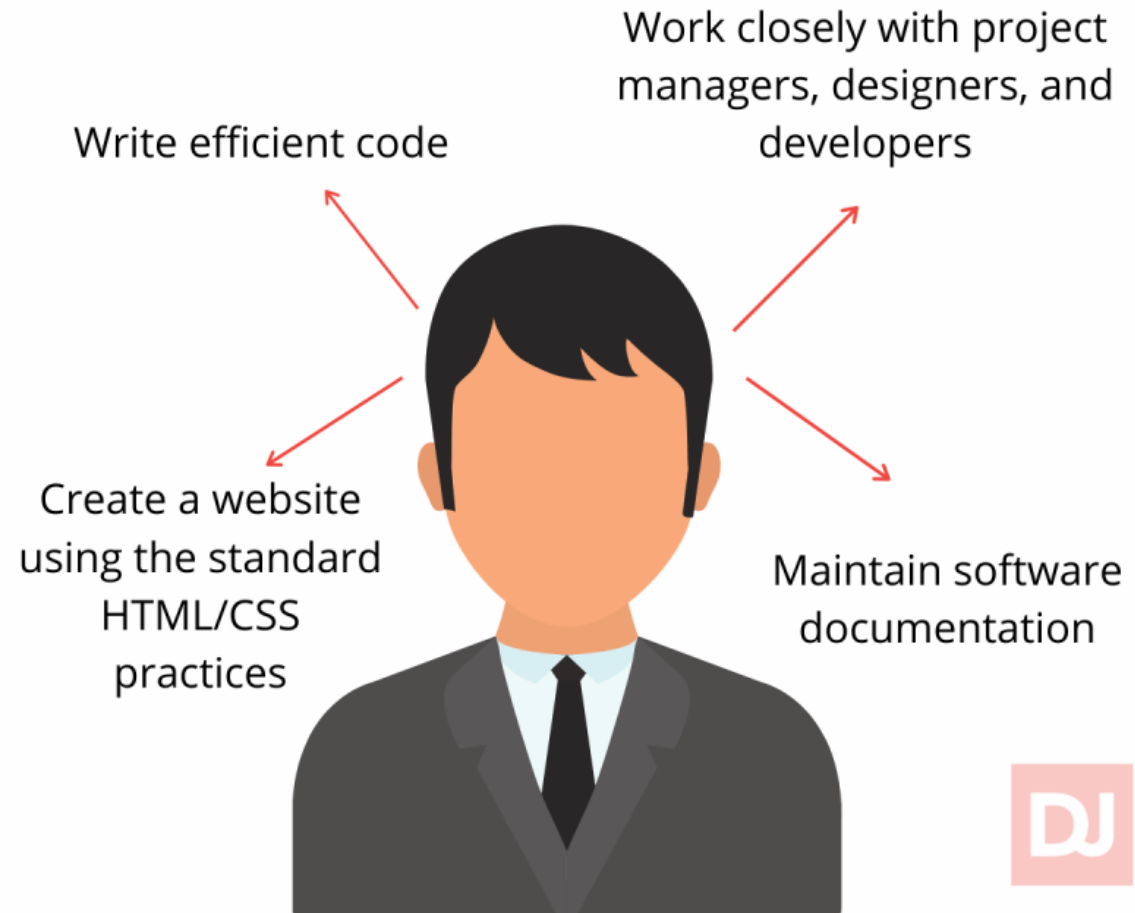 Work closely with project
managers, designers, and
developers
Write efficient code
Create a website
using the standard
HTML/CSS
practices
Maintain software
documentation
DJ